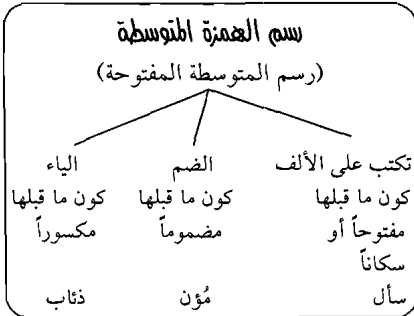 رسم الهمزة المتوسطة
(رسم المتوسطة المفتوحة)
تكتب على الألف الضم الياء
كون ما قبلها كون ما قبلها كون ما قبلها
مفتوحاً أو مضموماً مكسوراً
سكاناً
سأل مُؤن ذئاب